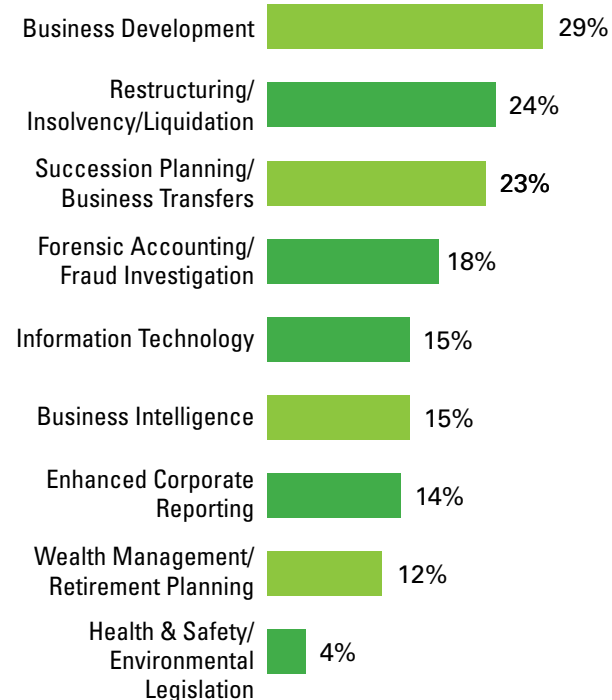 Business Development 29%
Restructuring/
Insolvency/Liquidation 24%
Succession Planning/
Business Transfers 23%
Forensic Accounting/
Fraud Investigation 18%
Information Technology 15%
Business Intelligence 15%
Enhanced Corporate
Reporting 14%
Wealth Management/
Retirement Planning 12%
Health & Safety/
Environmental 4%
Legislation